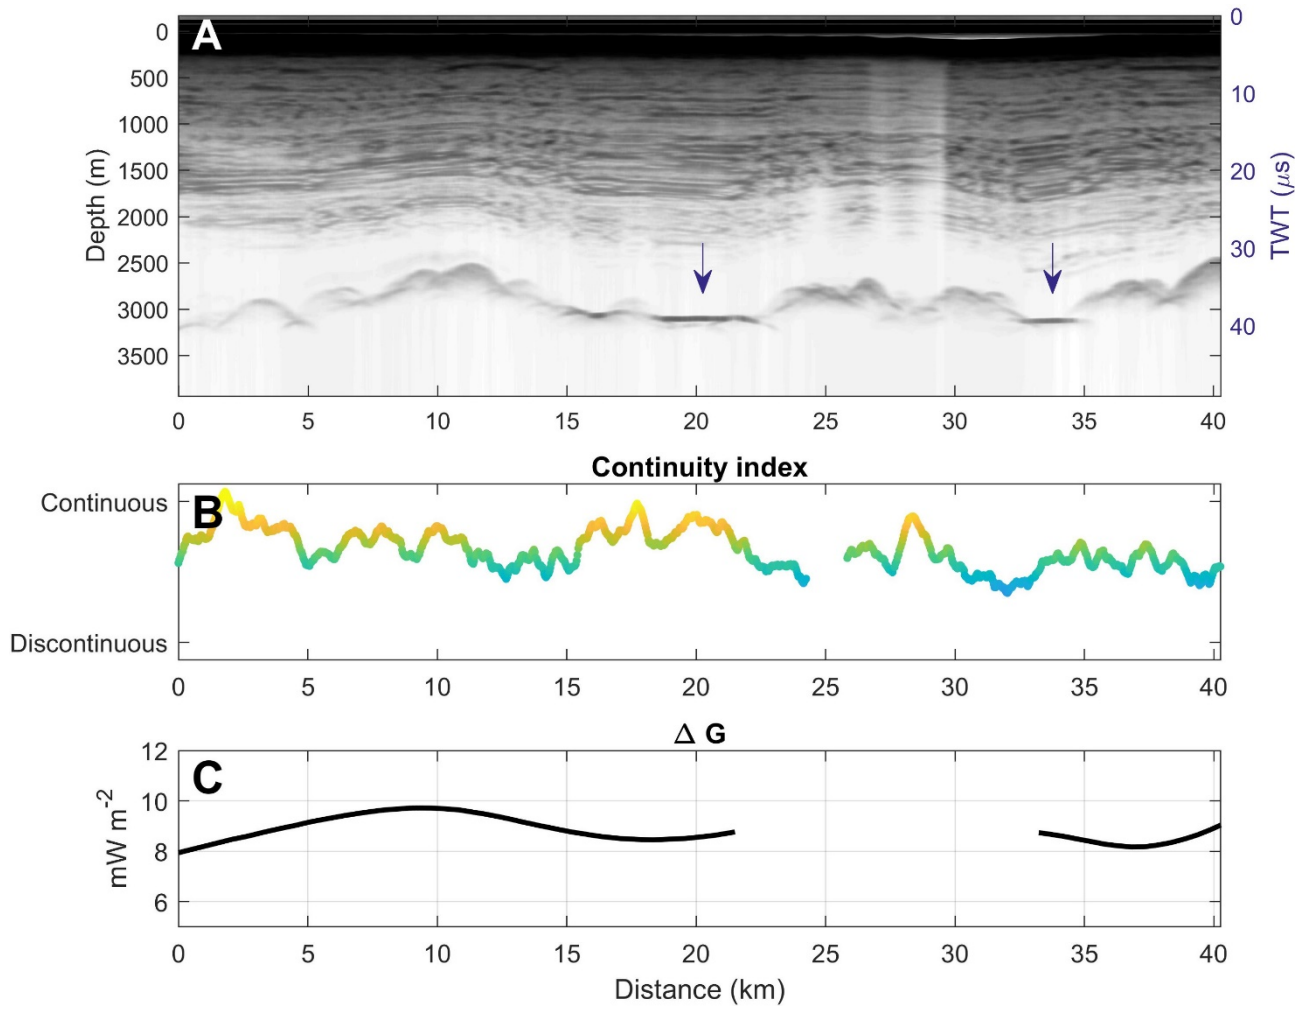 A
0
500
1000
1500
2000
2500
3000
3500
Depth (m)
0
10
20
30
40
TWT (μs)
0 5 10 15 20 25 30 35 40
Continuity index
B
Continuous
Discontinuous
0 5 10 15 20 25 30 35 40
Δ G
C
12
10
8
6
mW m⁻²
0 5 10 15 20 25 30 35 40
Distance (km)